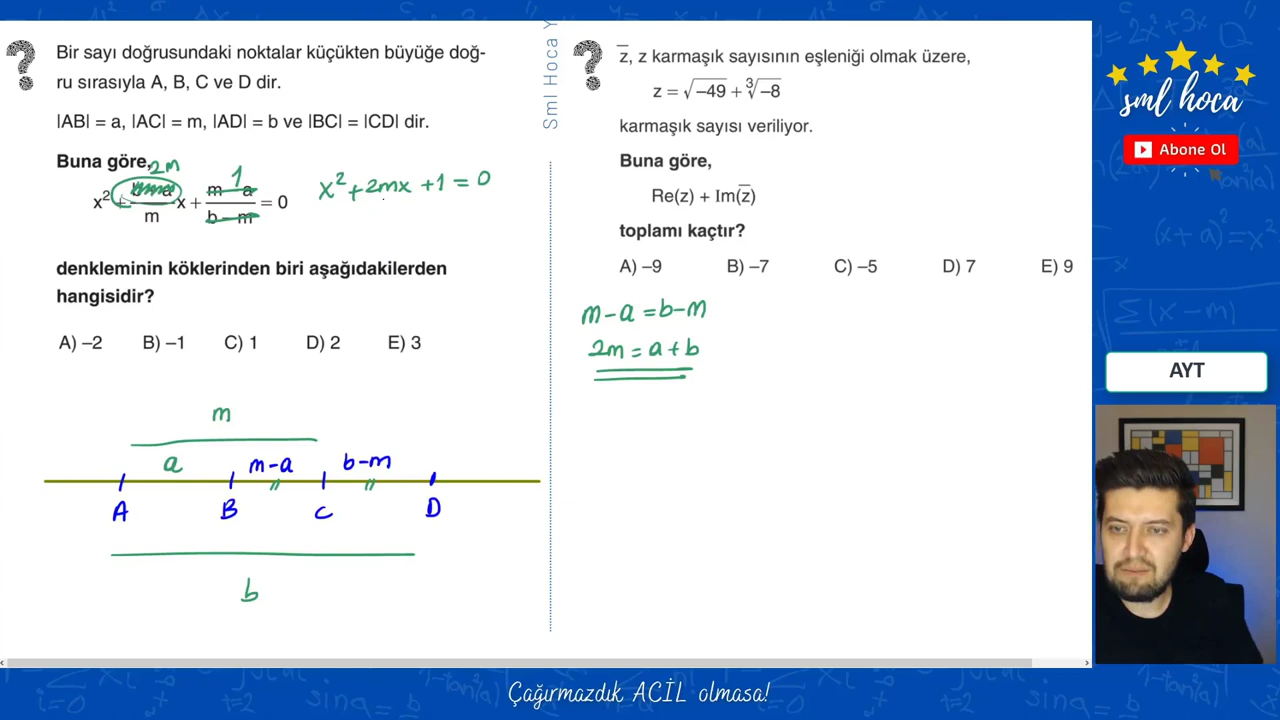 Bir sayı doğrusundaki noktalar küçükten büyüğe doğ-
ru sırasıyla A, B, C ve D dir.
|AB| = a, |AC| = m, |AD| = b ve |BC| = |CD| dir.
Buna göre,
2m
1
x² + x + m – a = 0
m b – m
x² + 2mx + 1 = 0
denkleminin köklerinden biri aşağıdakilerden
hangisidir?
A) –2 B) –1 C) 1 D) 2 E) 3
m
a m-a b-m
A B C D
b
Sml Hoca Y
z̅, z karmaşık sayısının eşleniği olmak üzere,
z = √–49 + ∛–8
karmaşık sayısı veriliyor.
Buna göre,
Re(z) + Im(z̅)
toplamı kaçtır?
A) –9 B) –7 C) –5 D) 7 E) 9
m-a = b-m
2m = a+b
sml hoca
Abone Ol
AYT
Çağırmazdık ACİL olmasa!